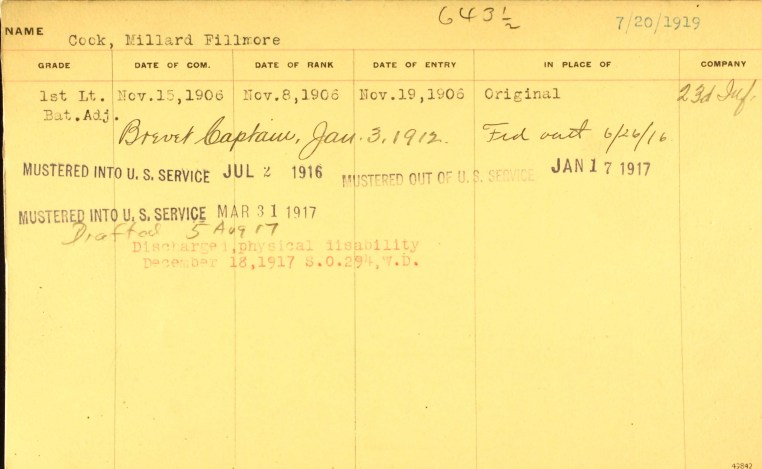 643½
7/20/1919
NAME
Cook, Millard Fillmore
GRADE DATE OF COM. DATE OF RANK DATE OF ENTRY IN PLACE OF COMPANY
1st Lt. Nov.15,1906 Nov.8,1906 Nov.19,1906 Original 23d Inf.
Bat.Adj.
Brevet Captain, Jan. 3, 1912. Fed oath 6/26/16
MUSTERED INTO U. S. SERVICE JUL 2 1916 MUSTERED OUT OF U. S. SERVICE JAN 17 1917
MUSTERED INTO U. S. SERVICE MAR 31 1917
Drafted 5 Aug 17
Discharged,physical disability
December 18,1917 S.O.294,W.D.
49842